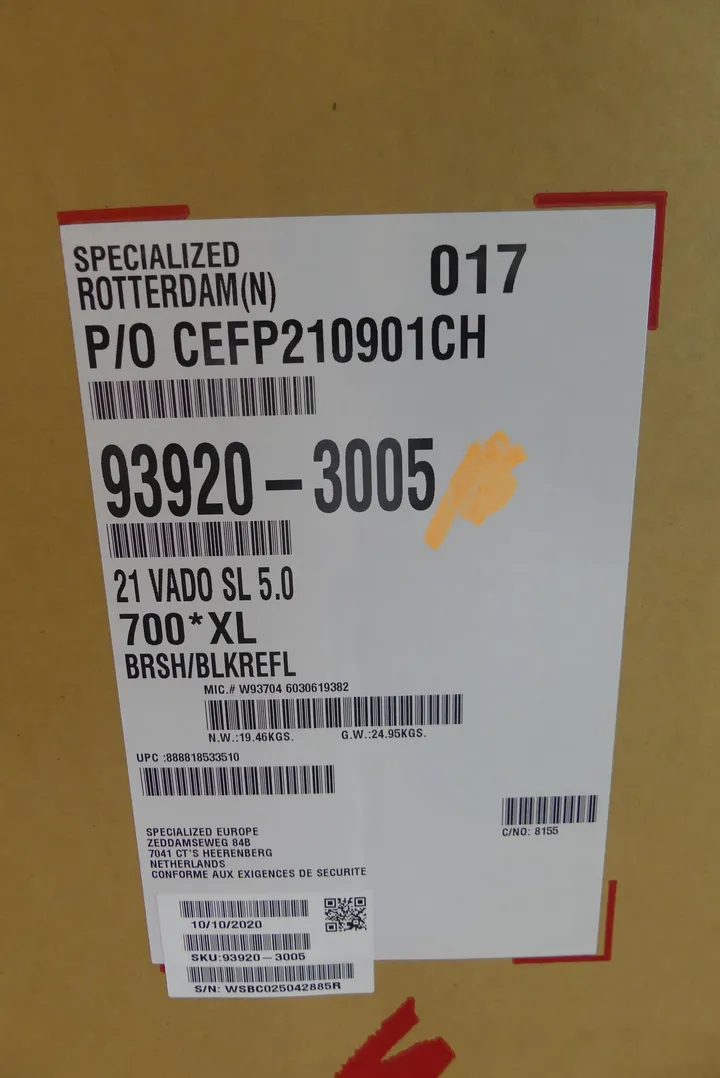 SPECIALIZED
ROTTERDAM(N)
017
P/O CEFP210901CH
93920-3005
21 VADO SL 5.0
700*XL
BRSH/BLKREFL
MIC.# W93704 6030619382
N.W.:19.46KGS. G.W.:24.95KGS.
UPC :888818533510
C/NO: 8155
SPECIALIZED EUROPE
ZEDDAMSEWEG 84B
7041 CT'S HEERENBERG
NETHERLANDS
CONFORME AUX EXIGENCES DE SECURITE
10/10/2020
SKU:93920-3005
S/N: WSBC025042885R